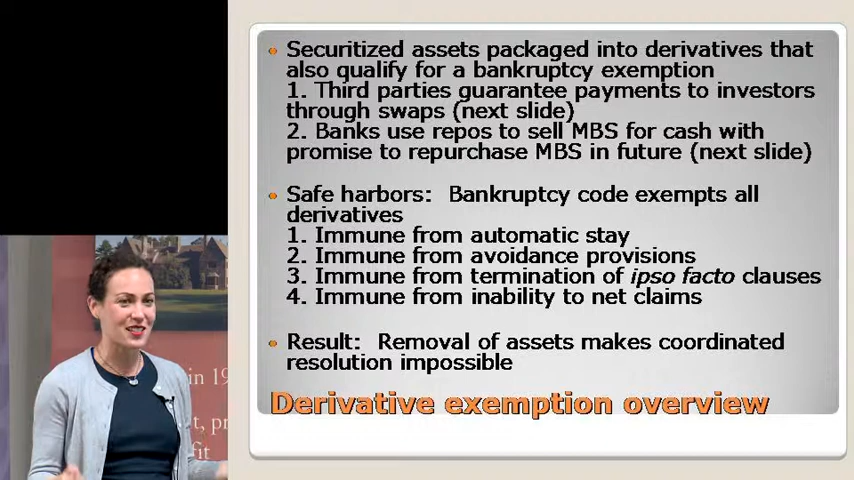 Securitized assets packaged into derivatives that
also qualify for a bankruptcy exemption
1. Third parties guarantee payments to investors
through swaps (next slide)
2. Banks use repos to sell MBS for cash with
promise to repurchase MBS in future (next slide)
Safe harbors: Bankruptcy code exempts all
derivatives
1. Immune from automatic stay
2. Immune from avoidance provisions
3. Immune from termination of ipso facto clauses
4. Immune from inability to net claims
Result: Removal of assets makes coordinated
resolution impossible
Derivative exemption overview
in 19